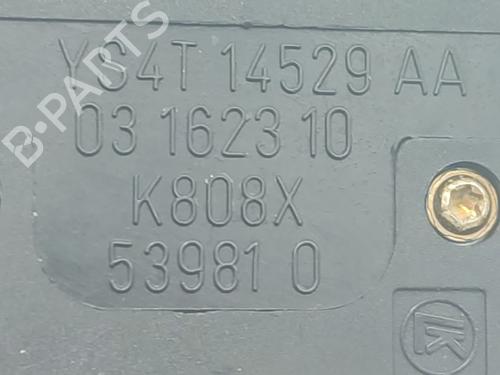 YS4T 14529 AA
03 1623 10
K808X
53981 0
B-PARTS
K